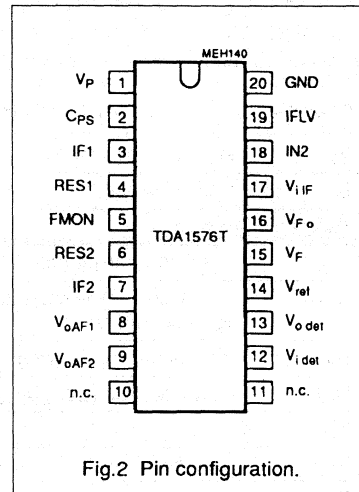 MEH140
VP 1 20 GND
CPS 2 19 IFLV
IF1 3 18 IN2
RES1 4 17 Vi IF
FMON 5 16 VF o
RES2 6 15 VF
TDA1576T
IF2 7 14 Vref
VoAF1 8 13 Vo det
VoAF2 9 12 Vi det
n.c. 10 11 n.c.
Fig.2 Pin configuration.